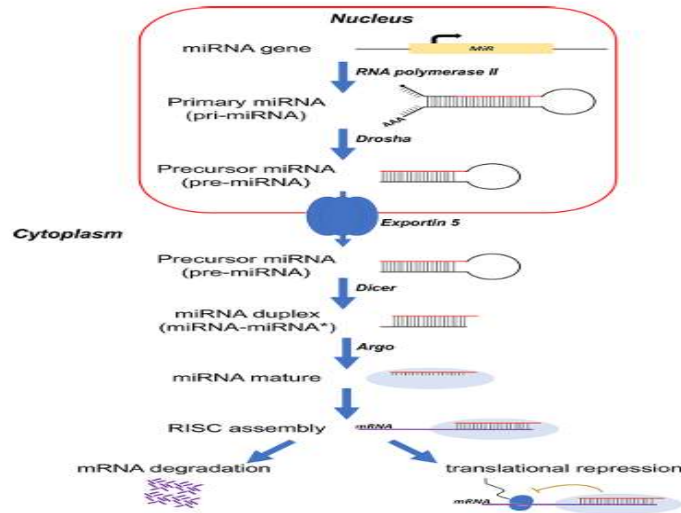 Nucleus
miRNA gene
MiR
RNA polymerase II
Primary miRNA
(pri-miRNA)
AAA
Drosha
Precursor miRNA
(pre-miRNA)
Exportin 5
Cytoplasm
Precursor miRNA
(pre-miRNA)
Dicer
miRNA duplex
(miRNA-miRNA*)
Argo
miRNA mature
RISC assembly
mRNA
mRNA degradation
translational repression
mRNA